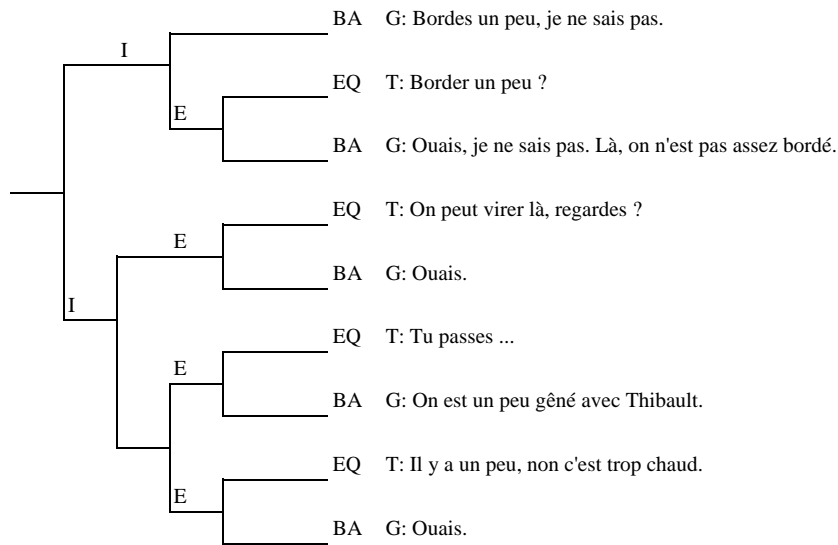 I BA G: Bordes un peu, je ne sais pas.
EQ T: Border un peu ?
E
BA G: Ouais, je ne sais pas. Là, on n'est pas assez bordé.
EQ T: On peut virer là, regardes ?
E
BA G: Ouais.
I
EQ T: Tu passes ...
E
BA G: On est un peu gêné avec Thibault.
EQ T: Il y a un peu, non c'est trop chaud.
E
BA G: Ouais.